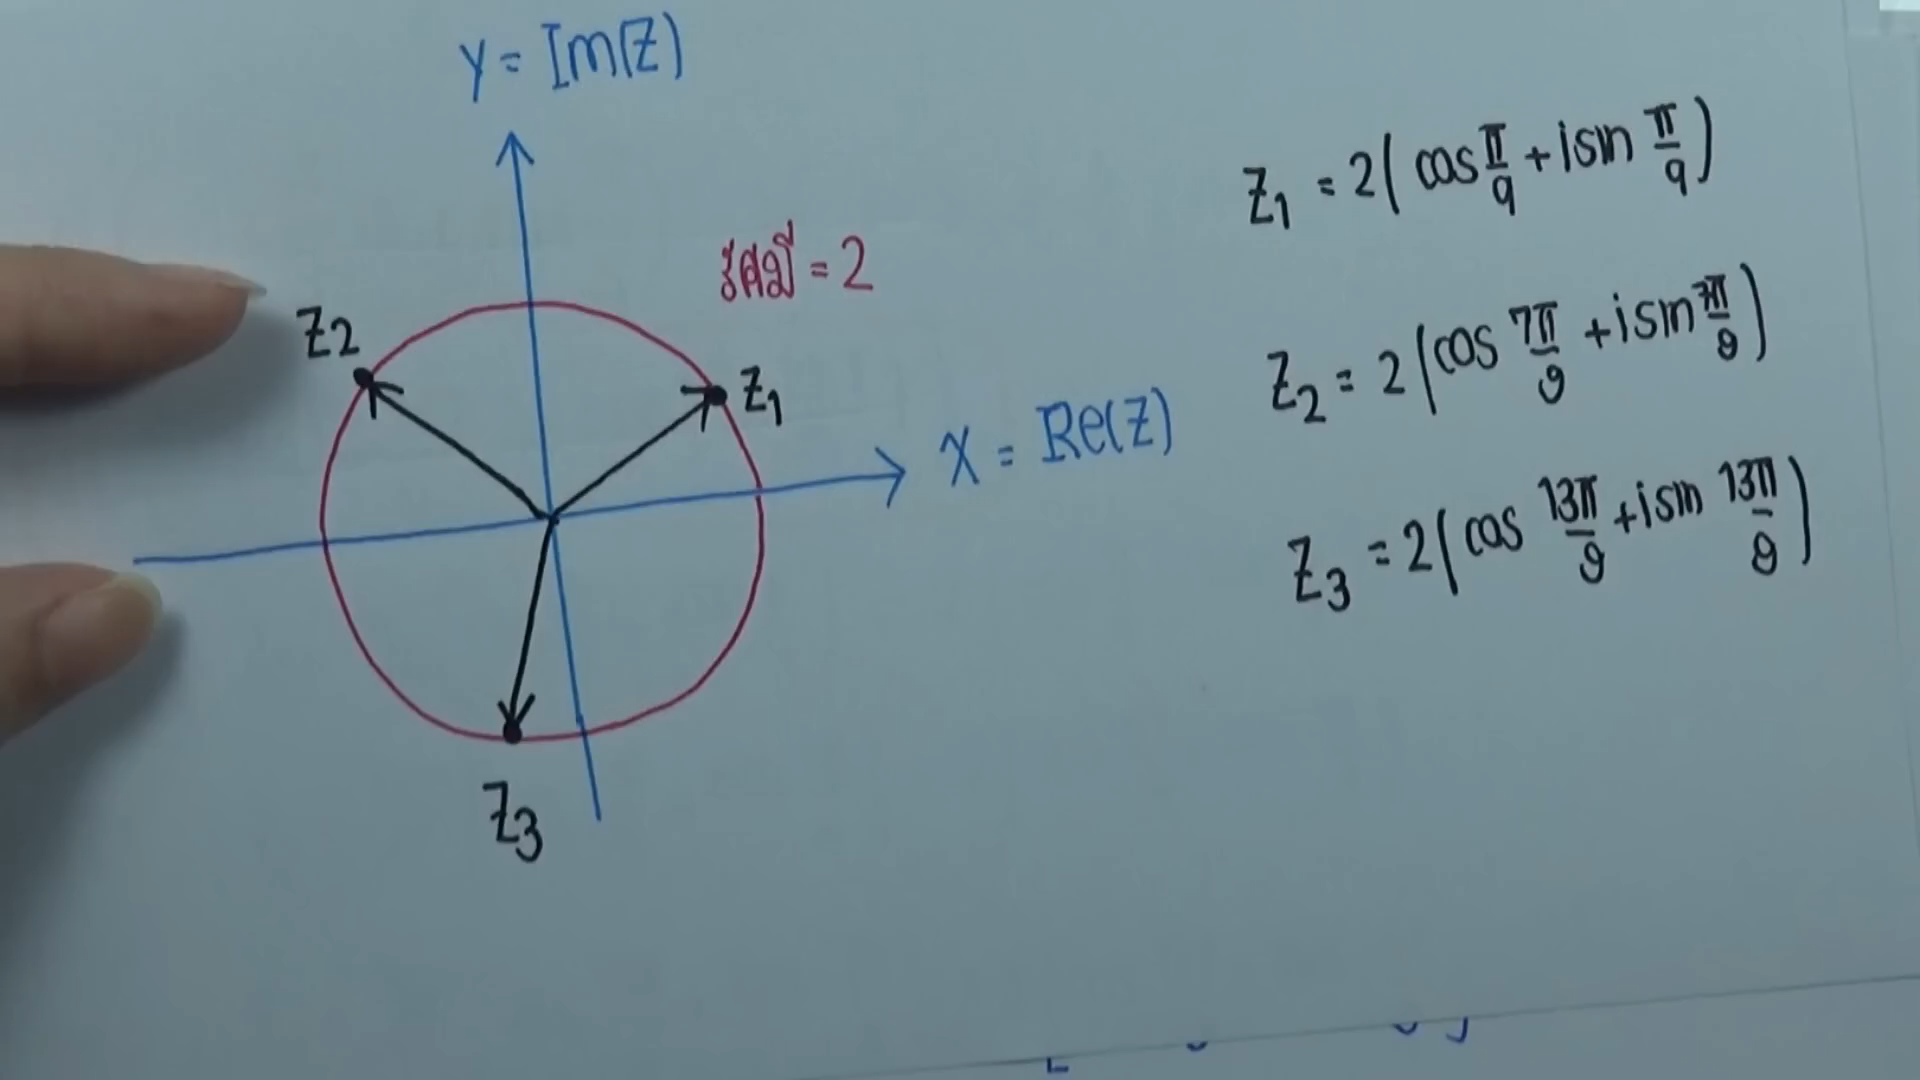 y = Im(Z)
รัศมี = 2
Z2
Z1
X = Re(Z)
Z3
Z1 = 2(cos π/9 + isin π/9)
Z2 = 2(cos 7π/9 + isin 7π/9)
Z3 = 2(cos 13π/9 + isin 13π/9)